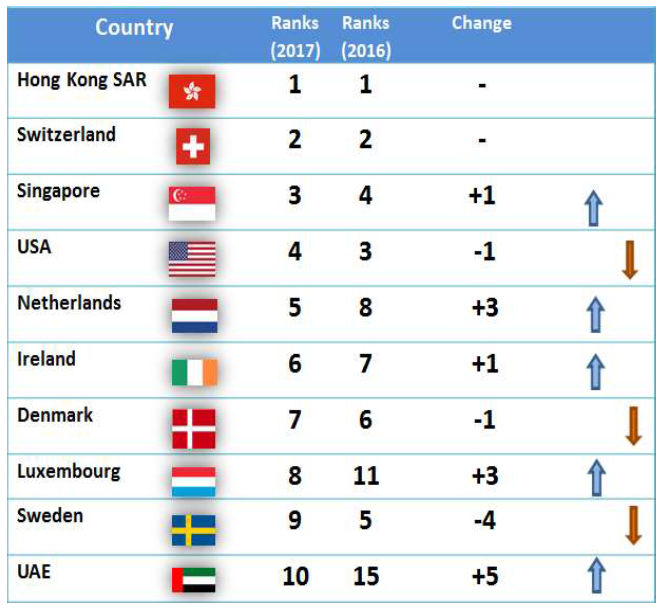 Country Ranks (2017) Ranks (2016) Change
Hong Kong SAR 1 1 -
Switzerland 2 2 -
Singapore 3 4 +1
USA 4 3 -1
Netherlands 5 8 +3
Ireland 6 7 +1
Denmark 7 6 -1
Luxembourg 8 11 +3
Sweden 9 5 -4
UAE 10 15 +5